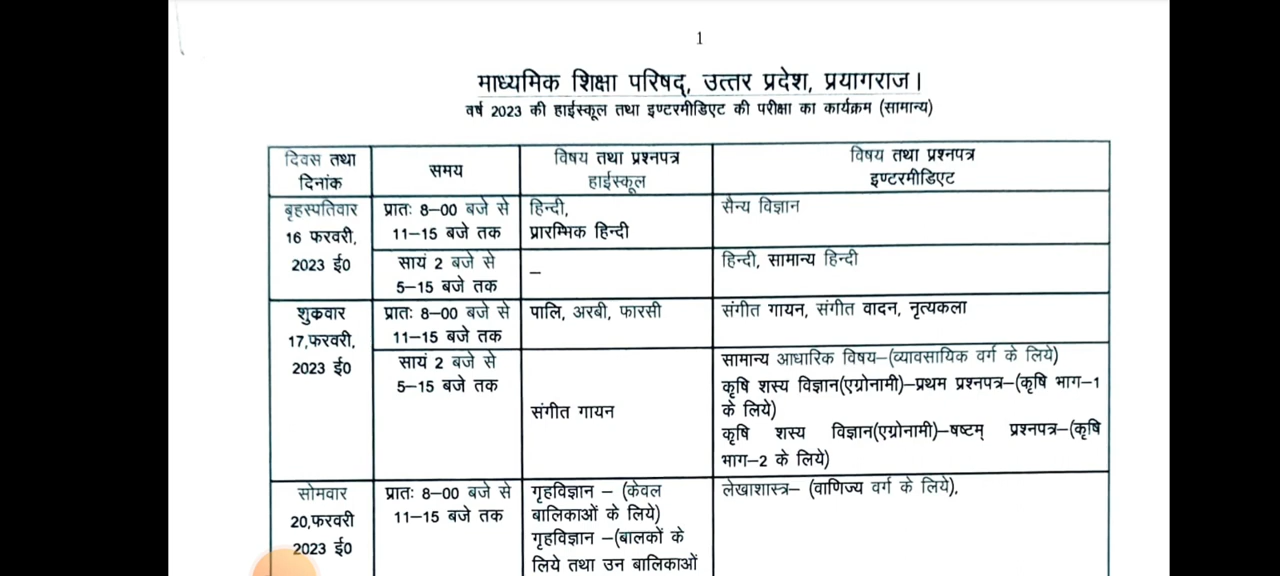 1
माध्यमिक शिक्षा परिषद्, उत्तर प्रदेश, प्रयागराज।
वर्ष 2023 की हाईस्कूल तथा इण्टरमीडिएट की परीक्षा का कार्यक्रम (सामान्य)
दिवस तथा
दिनांक
समय
विषय तथा प्रश्नपत्र
हाईस्कूल
विषय तथा प्रश्नपत्र
इण्टरमीडिएट
बृहस्पतिवार
16 फरवरी,
2023 ई0
प्रातः 8–00 बजे से
11–15 बजे तक
हिन्दी,
प्रारम्भिक हिन्दी
सैन्य विज्ञान
सायं 2 बजे से
5–15 बजे तक
–
हिन्दी, सामान्य हिन्दी
शुक्रवार
17,फरवरी,
2023 ई0
प्रातः 8–00 बजे से
11–15 बजे तक
पालि, अरबी, फारसी
संगीत गायन, संगीत वादन, नृत्यकला
सायं 2 बजे से
5–15 बजे तक
संगीत गायन
सामान्य आधारिक विषय–(व्यावसायिक वर्ग के लिये)
कृषि शस्य विज्ञान(एग्रोनामी)–प्रथम प्रश्नपत्र–(कृषि भाग–1
के लिये)
कृषि शस्य विज्ञान(एग्रोनामी)–षष्टम् प्रश्नपत्र–(कृषि
भाग–2 के लिये)
सोमवार
20,फरवरी
2023 ई0
प्रातः 8–00 बजे से
11–15 बजे तक
गृहविज्ञान – (केवल
बालिकाओं के लिये)
गृहविज्ञान –(बालकों के
लिये तथा उन बालिकाओं
लेखाशास्त्र– (वाणिज्य वर्ग के लिये),